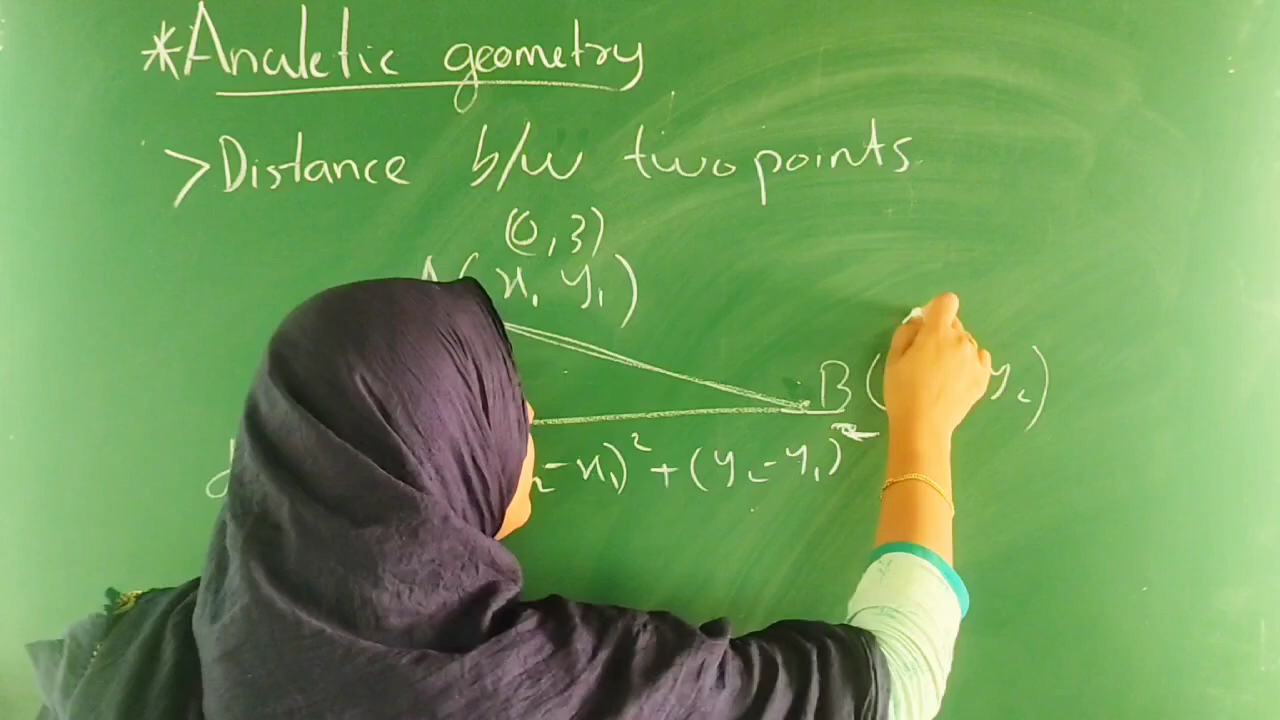 *Analetic geometry
>Distance b/w two points
(0,3)
A(x₁ y₁)
B( y₂)
d -x₁)² + (y₂-y₁)²